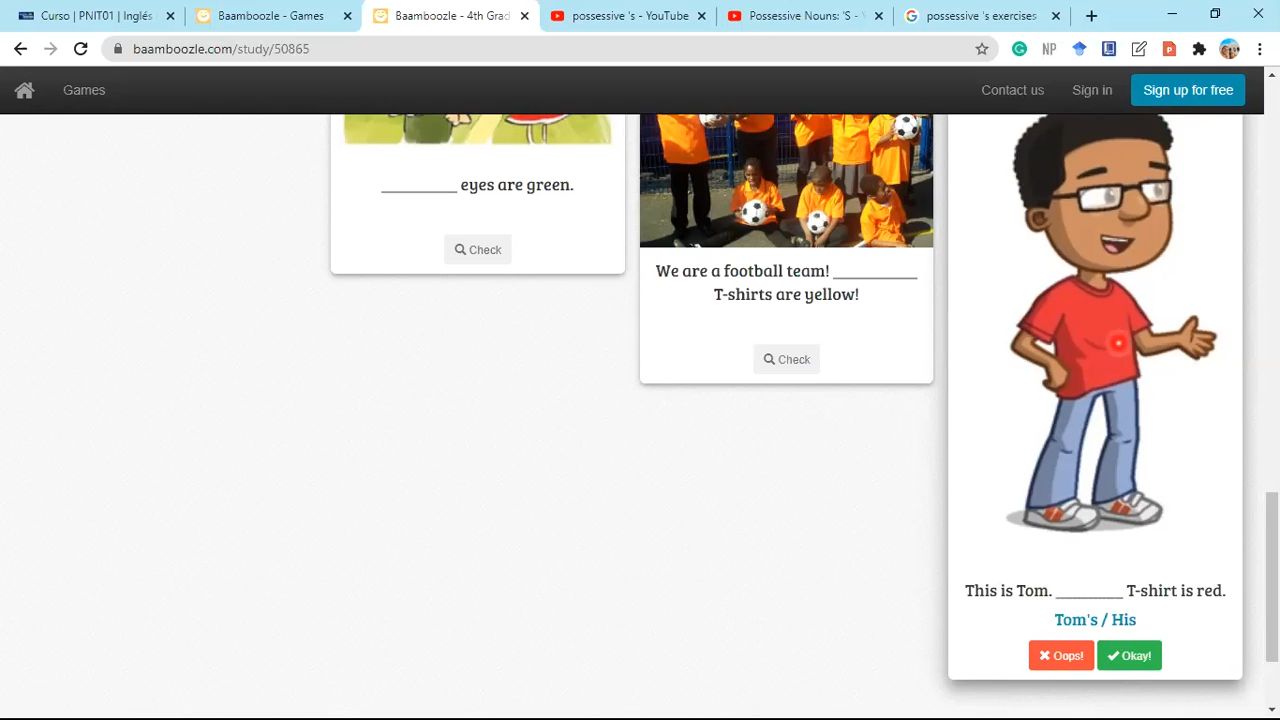 Curso | PNIT01 | Inglés
Baamboozle - Games
Baamboozle - 4th Grad
possessive 's - YouTube
Possessive Nouns: 'S - Y
possessive 's exercises
baamboozle.com/study/50865
NP
Games
Contact us
Sign in
Sign up for free
_________ eyes are green.
Check
We are a football team! __________
T-shirts are yellow!
Check
This is Tom. ________ T-shirt is red.
Tom's / His
Oops!
Okay!